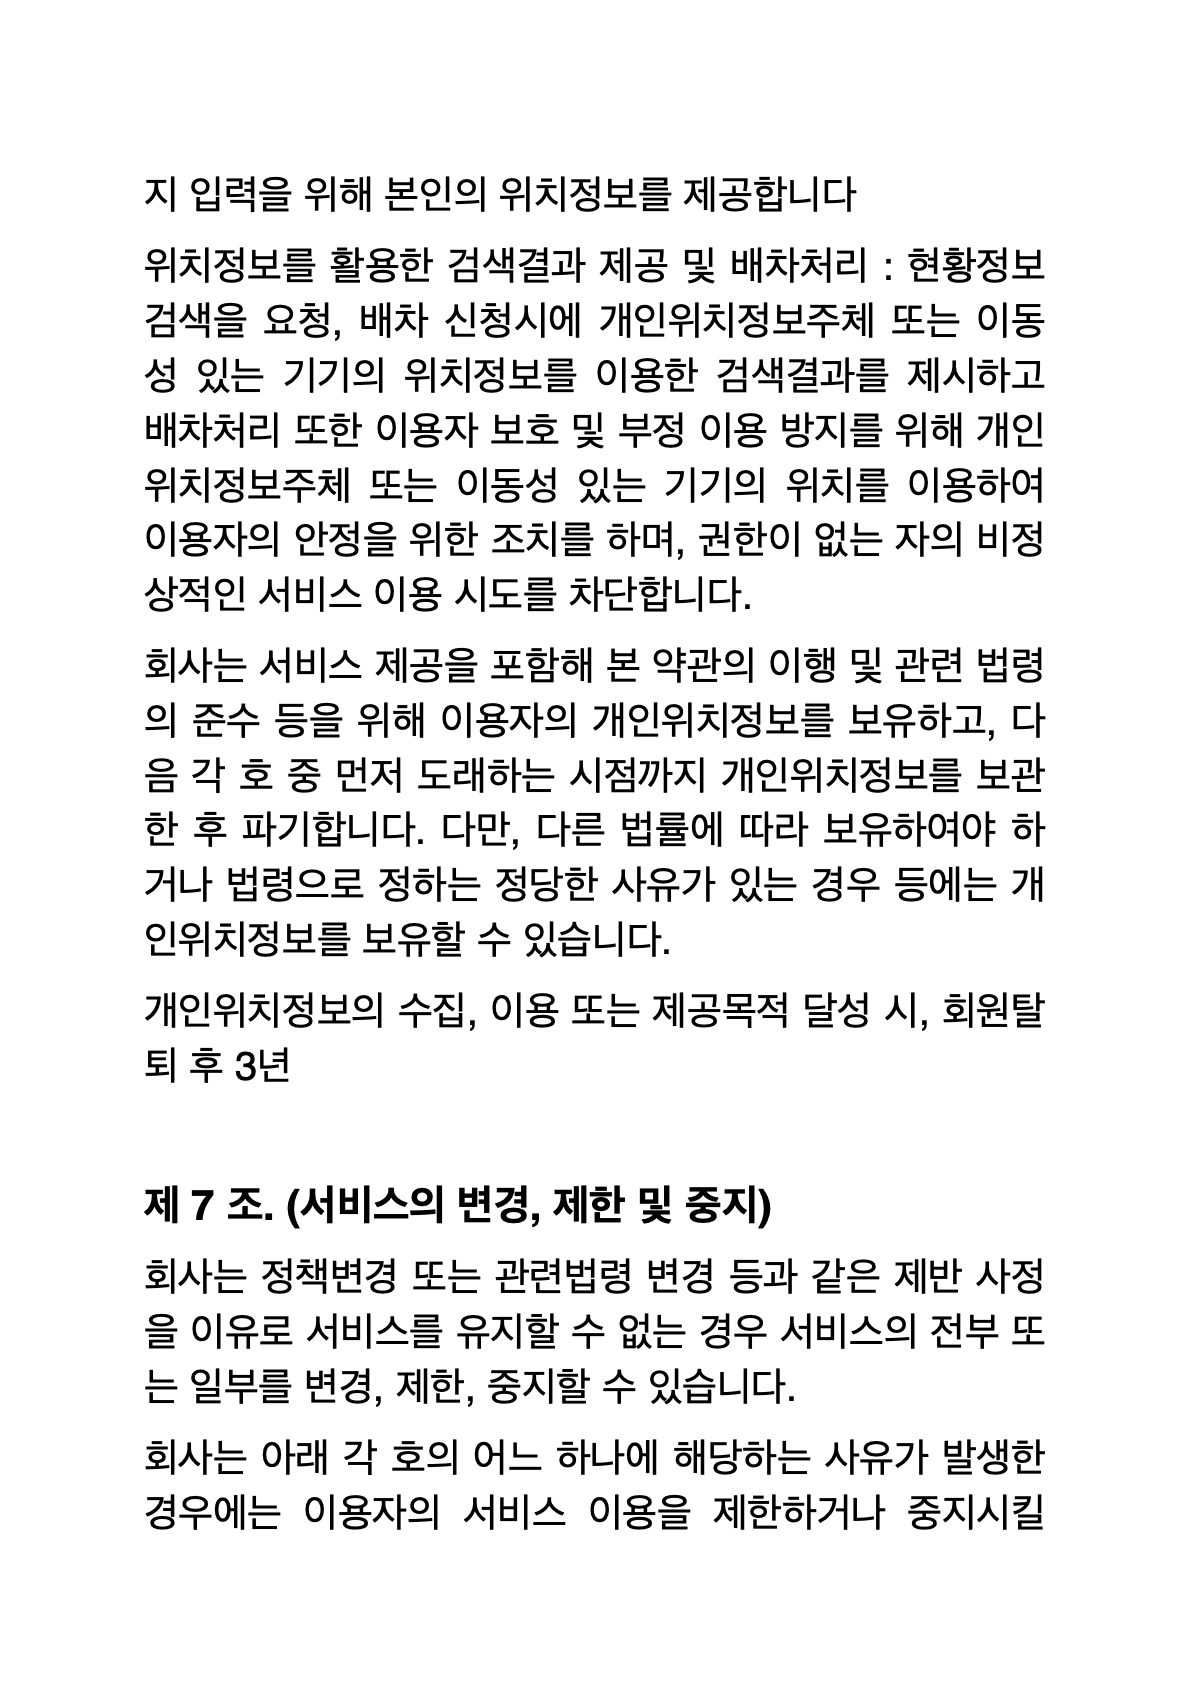 지 입력을 위해 본인의 위치정보를 제공합니다
위치정보를 활용한 검색결과 제공 및 배차처리 : 현황정보
검색을 요청, 배차 신청시에 개인위치정보주체 또는 이동
성 있는 기기의 위치정보를 이용한 검색결과를 제시하고
배차처리 또한 이용자 보호 및 부정 이용 방지를 위해 개인
위치정보주체 또는 이동성 있는 기기의 위치를 이용하여
이용자의 안정을 위한 조치를 하며, 권한이 없는 자의 비정
상적인 서비스 이용 시도를 차단합니다.
회사는 서비스 제공을 포함해 본 약관의 이행 및 관련 법령
의 준수 등을 위해 이용자의 개인위치정보를 보유하고, 다
음 각 호 중 먼저 도래하는 시점까지 개인위치정보를 보관
한 후 파기합니다. 다만, 다른 법률에 따라 보유하여야 하
거나 법령으로 정하는 정당한 사유가 있는 경우 등에는 개
인위치정보를 보유할 수 있습니다.
개인위치정보의 수집, 이용 또는 제공목적 달성 시, 회원탈
퇴 후 3년
제 7 조. (서비스의 변경, 제한 및 중지)
회사는 정책변경 또는 관련법령 변경 등과 같은 제반 사정
을 이유로 서비스를 유지할 수 없는 경우 서비스의 전부 또
는 일부를 변경, 제한, 중지할 수 있습니다.
회사는 아래 각 호의 어느 하나에 해당하는 사유가 발생한
경우에는 이용자의 서비스 이용을 제한하거나 중지시킬